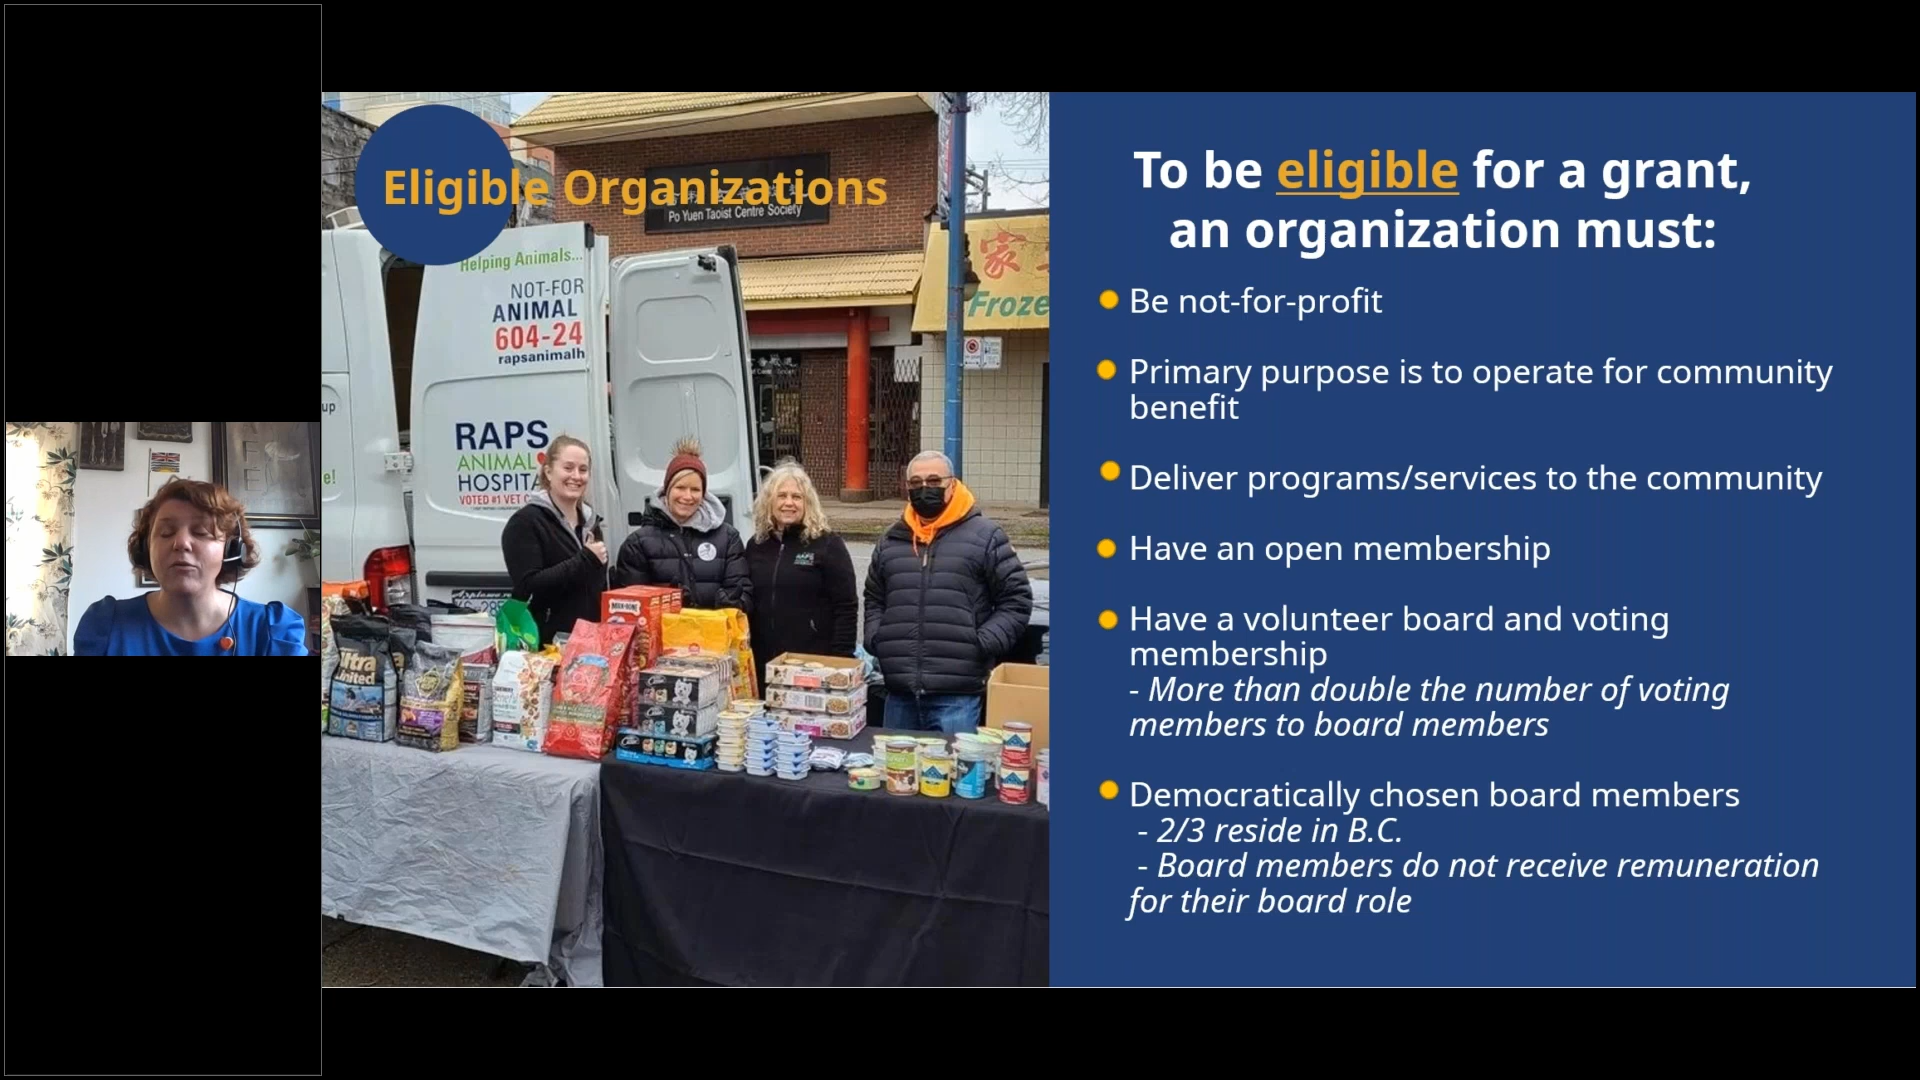 Eligible Organizations
Po Yuen Taoist Centre Society
Helping Animals...
NOT-FOR
ANIMAL
604-24
rapsanimalh
RAPS
ANIMAL
HOSPITA
VOTED #1 VET
Froze
up
e!
To be eligible for a grant,
an organization must:
Be not-for-profit
Primary purpose is to operate for community
benefit
Deliver programs/services to the community
Have an open membership
Have a volunteer board and voting
membership
- More than double the number of voting
members to board members
Democratically chosen board members
- 2/3 reside in B.C.
- Board members do not receive remuneration
for their board role